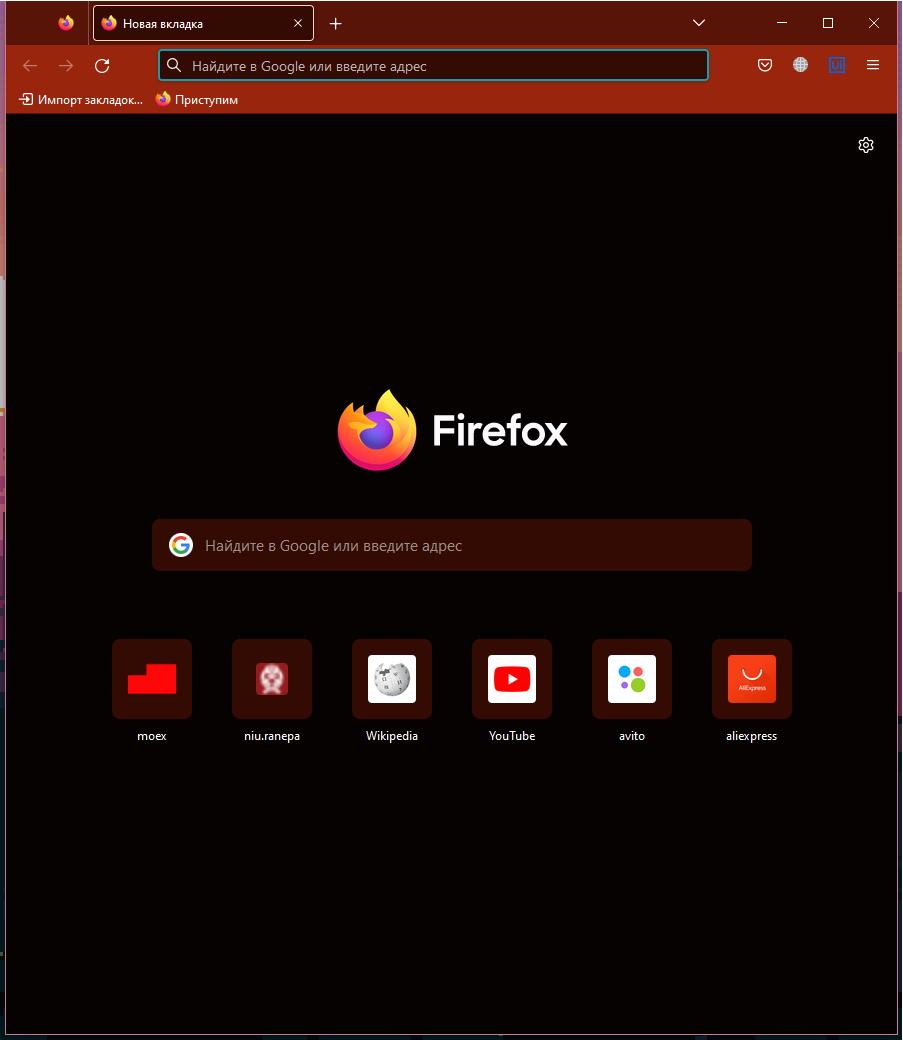 Новая вкладка
Найдите в Google или введите адрес
Импорт закладок...
Приступим
Firefox
Найдите в Google или введите адрес
AliExpress
moex
niu.ranepa
Wikipedia
YouTube
avito
aliexpress